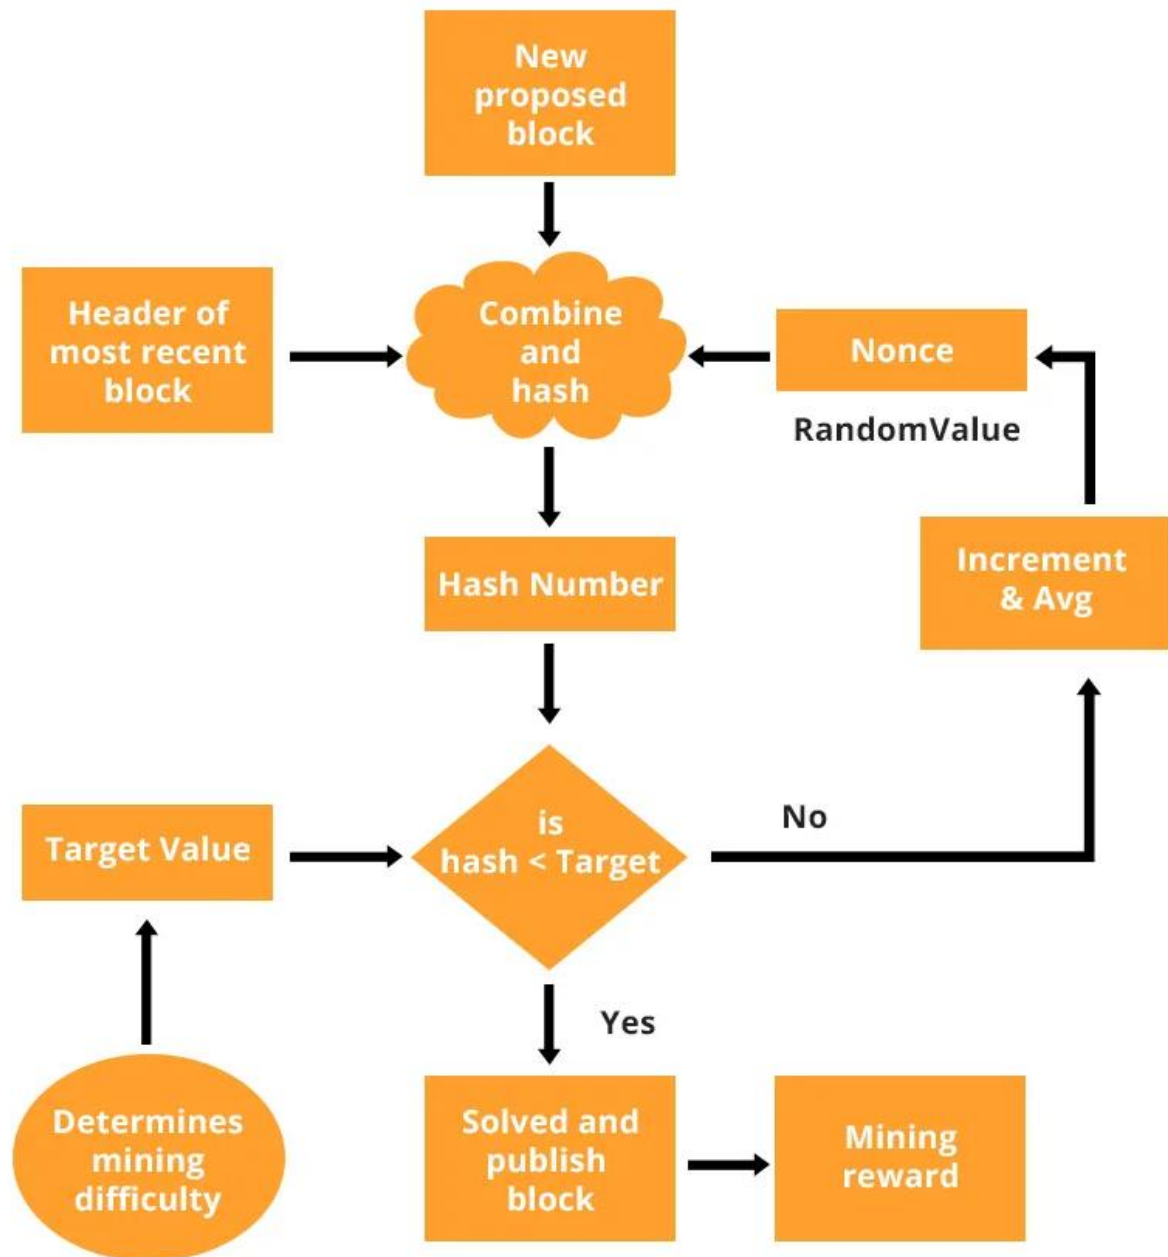 New
proposed
block
Header of
most recent
block
Combine
and
hash
Nonce
RandomValue
Hash Number
Increment
& Avg
Target Value
is
hash < Target
No
Yes
Determines
mining
difficulty
Solved and
publish
block
Mining
reward